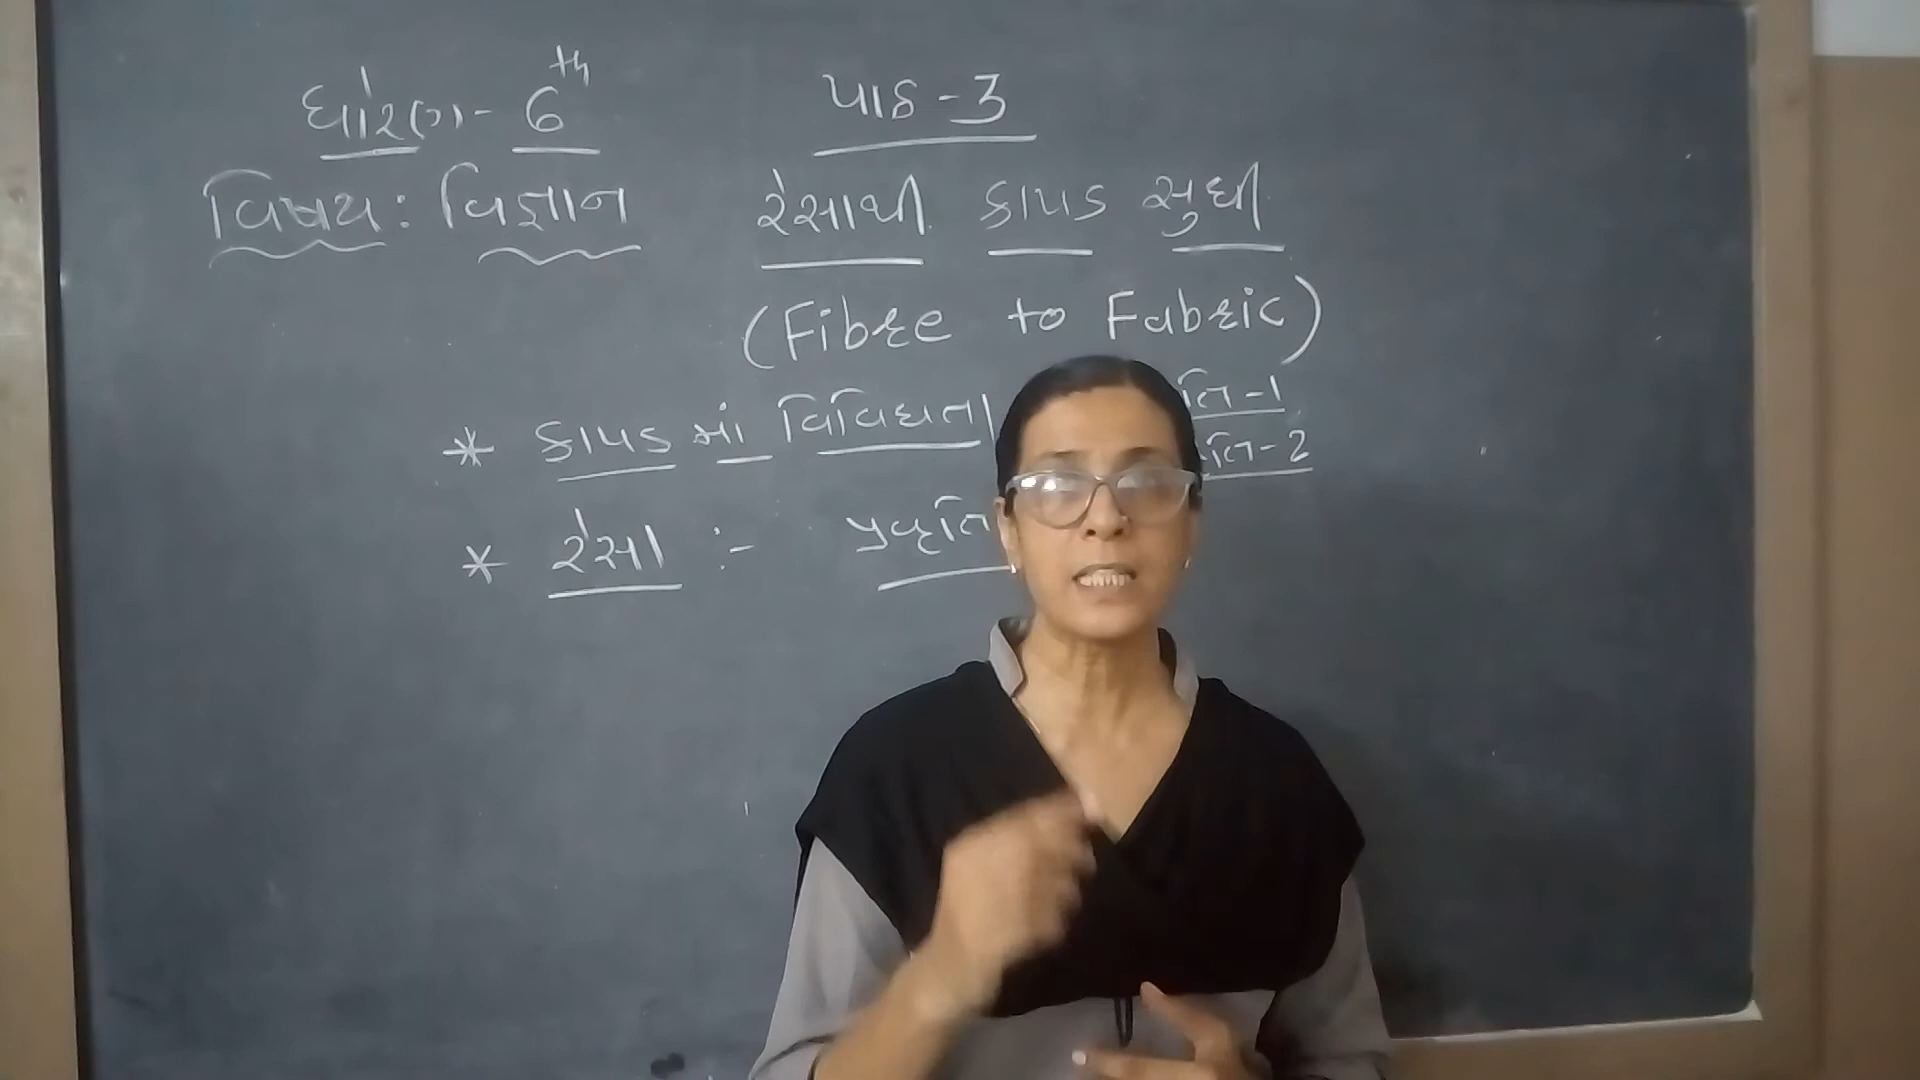 ધોરણ - 6th
વિષય : વિજ્ઞાન
પાઠ - 3
રેસાથી કાપડ સુધી
(Fibre to Fabric)
* કાપડ માં વિવિધતા
* રેસા :-